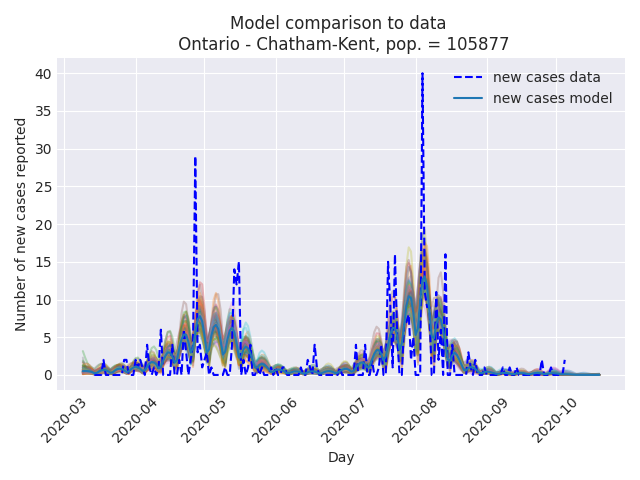 Model comparison to data
Ontario - Chatham-Kent, pop. = 105877
Number of new cases reported
40
35
30
25
20
15
10
5
0
new cases data
new cases model
2020-03
2020-04
2020-05
2020-06
2020-07
2020-08
2020-09
2020-10
Day